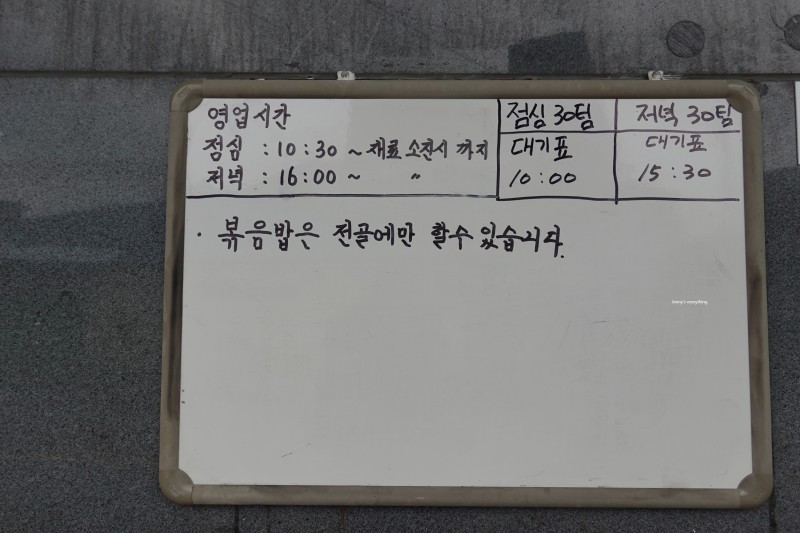 영업시간
점심 : 10 : 30 ~ 재료 소진시 까지
저녁 : 16 : 00 ~ 〃
점심 30팀
대기표
10 : 00
저녁 30팀
대기표
15 : 30
· 볶음밥은 전골에만 할수 있습니다.